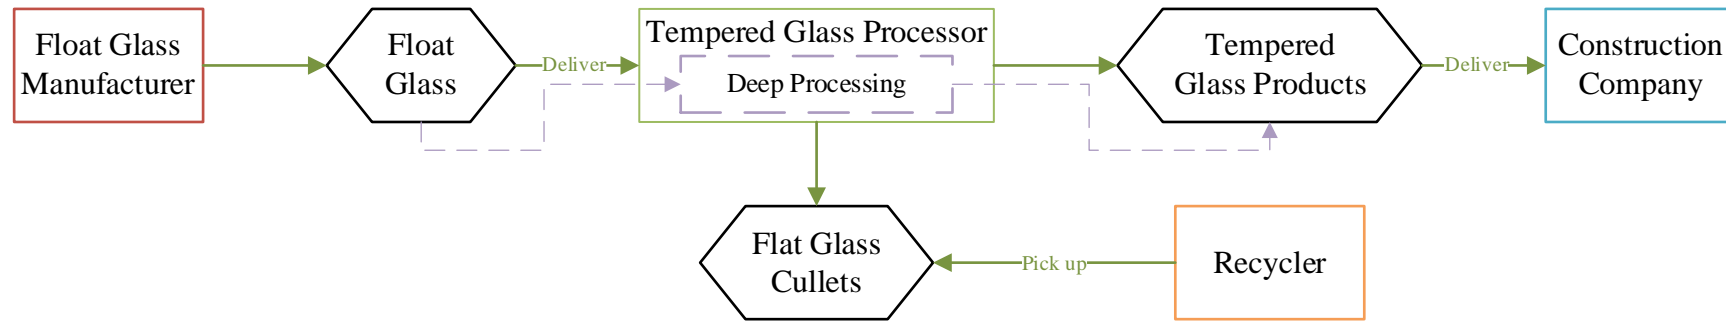 Float Glass
Manufacturer
Float
Glass
Deliver
Tempered Glass Processor
Deep Processing
Tempered
Glass Products
Deliver
Construction
Company
Flat Glass
Cullets
Pick up
Recycler